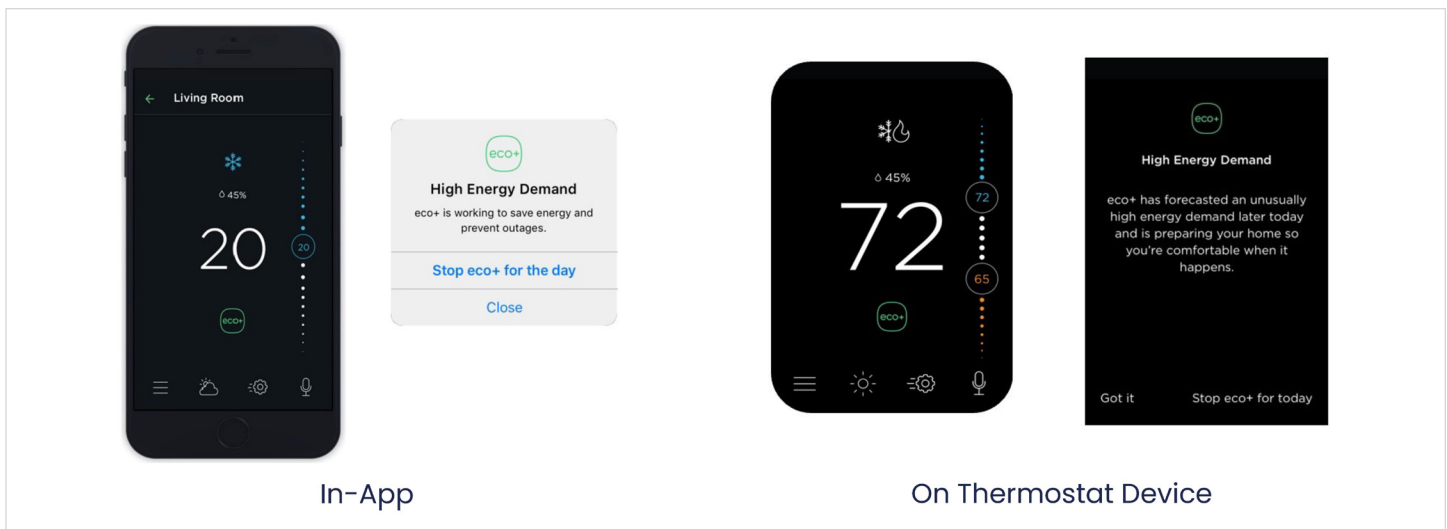 Living Room
45%
20
20
eco+
eco+
High Energy Demand
eco+ is working to save energy and
prevent outages.
Stop eco+ for the day
Close
In-App
45%
72
72
65
eco+
eco+
High Energy Demand
eco+ has forecasted an unusually
high energy demand later today
and is preparing your home so
you're comfortable when it
happens.
Got it
Stop eco+ for today
On Thermostat Device